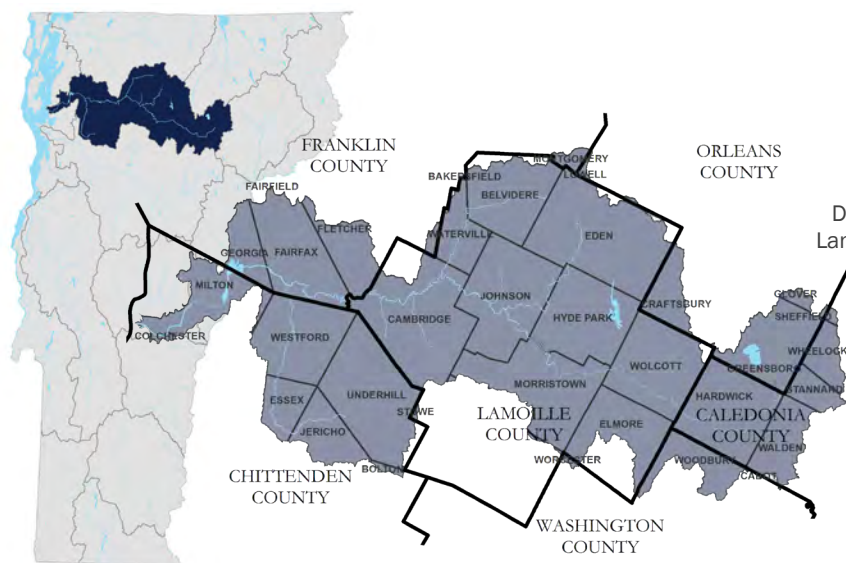 FRANKLIN
COUNTY
ORLEANS
COUNTY
MONTGOMERY
LOWELL
BAKERSFIELD
BELVIDERE
FAIRFIELD
FLETCHER
WATERVILLE
EDEN
D
Lan
GEORGIA
FAIRFAX
MILTON
JOHNSON
GLOVER
CRAFTSBURY
SHEFFIELD
COLCHESTER
CAMBRIDGE
HYDE PARK
WESTFORD
WHEELOCK
GREENSBORO
WOLCOTT
STANNARD
UNDERHILL
MORRISTOWN
HARDWICK
ESSEX
STOWE
LAMOILLE
COUNTY
CALEDONIA
COUNTY
ELMORE
JERICHO
WALDEN
WORCESTER
WOODBURY
BOLTON
CABOT
CHITTENDEN
COUNTY
WASHINGTON
COUNTY